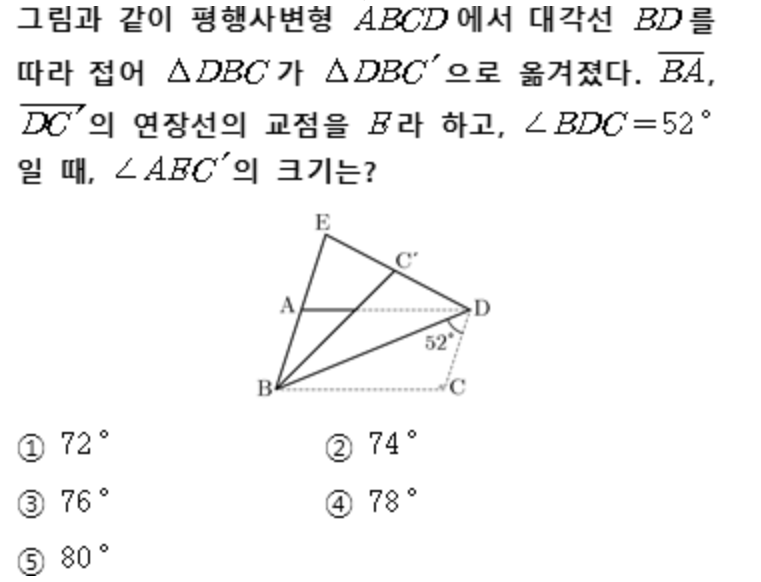 그림과 같이 평행사변형 ABCD에서 대각선 BD를
따라 접어 △DBC가 △DBC′으로 옮겨졌다. BA,
DC′의 연장선의 교점을 E라 하고, ∠BDC=52°
일 때, ∠AEC′의 크기는?
E
C′
A
D
52°
B
C
① 72°
② 74°
③ 76°
④ 78°
⑤ 80°